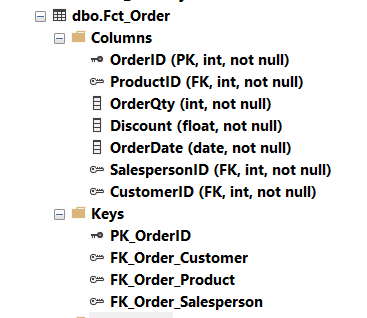 dbo.Fct_Order
Columns
OrderID (PK, int, not null)
ProductID (FK, int, not null)
OrderQty (int, not null)
Discount (float, not null)
OrderDate (date, not null)
SalespersonID (FK, int, not null)
CustomerID (FK, int, not null)
Keys
PK_OrderID
FK_Order_Customer
FK_Order_Product
FK_Order_Salesperson